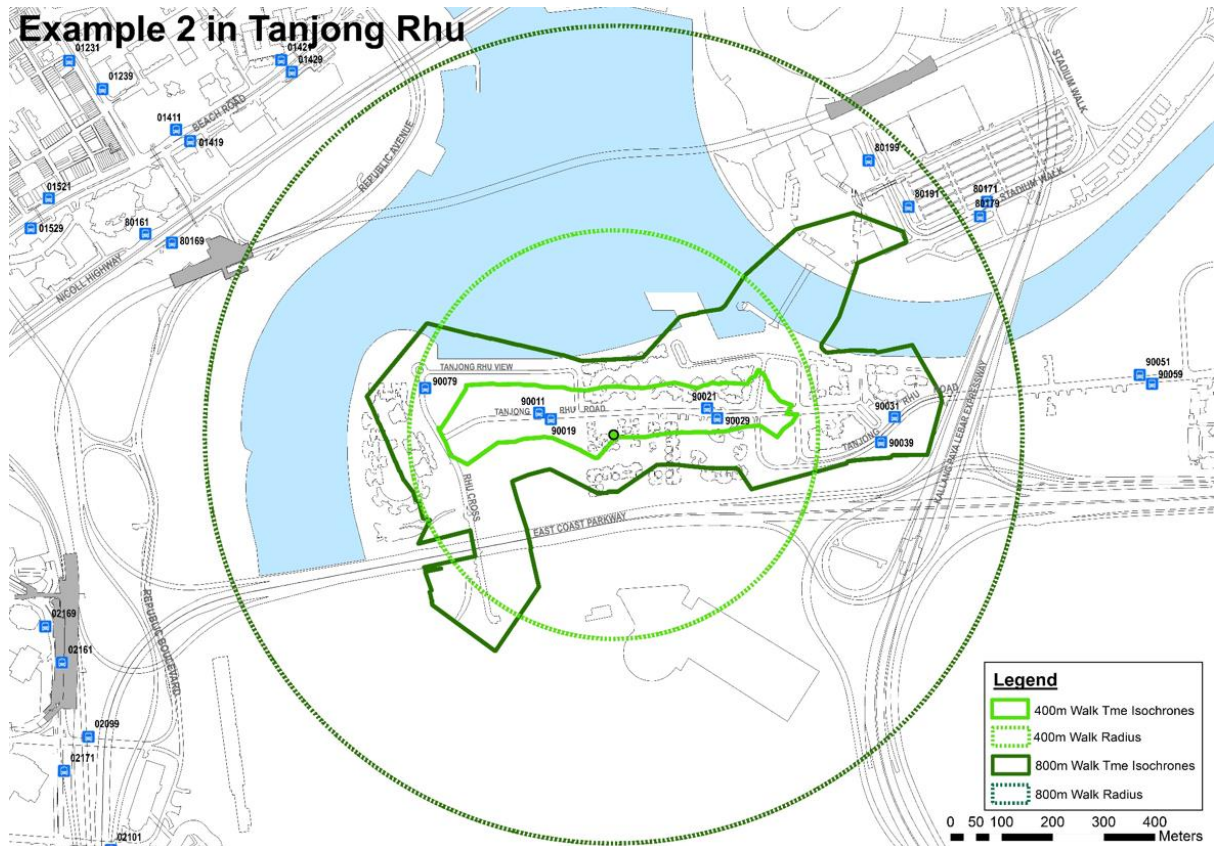 Example 2 in Tanjong Rhu
01231
01239
01421
01429
01411
01419
BEACH ROAD
REPUBLIC AVENUE
STADIUM WALK
80199
01521
01529
80161
80169
NICOLL HIGHWAY
80191
80171
80179
STADIUM WALK
TANJONG RHU VIEW
90079
90011
TANJONG RHU ROAD
90019
90021
90029
90031
TANJONG RHU ROAD
90039
90051
90059
KALLANG PAYA LEBAR EXPRESSWAY
RHU CROSS
EAST COAST PARKWAY
REPUBLIC BOULEVARD
02169
02161
02099
02171
02101
Legend
400m Walk Tme Isochrones
400m Walk Radius
800m Walk Tme Isochrones
800m Walk Radius
0 50 100 200 300 400
Meters